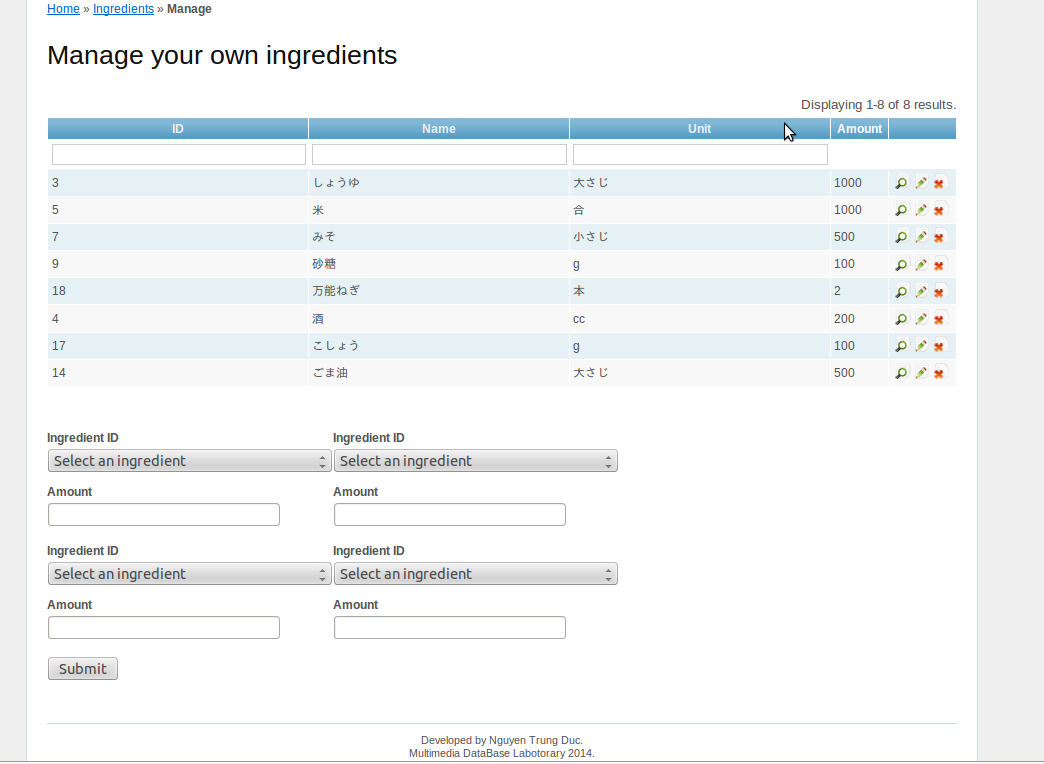 Home » Ingredients » Manage
Manage your own ingredients
Displaying 1-8 of 8 results.
ID Name Unit Amount
3 しょうゆ 大さじ 1000
5 米 合 1000
7 みそ 小さじ 500
9 砂糖 g 100
18 万能ねぎ 本 2
4 酒 cc 200
17 こしょう g 100
14 ごま油 大さじ 500
Ingredient ID Ingredient ID
Select an ingredient Select an ingredient
Amount Amount
Ingredient ID Ingredient ID
Select an ingredient Select an ingredient
Amount Amount
Submit
Developed by Nguyen Trung Duc.
Multimedia DataBase Labotorary 2014.